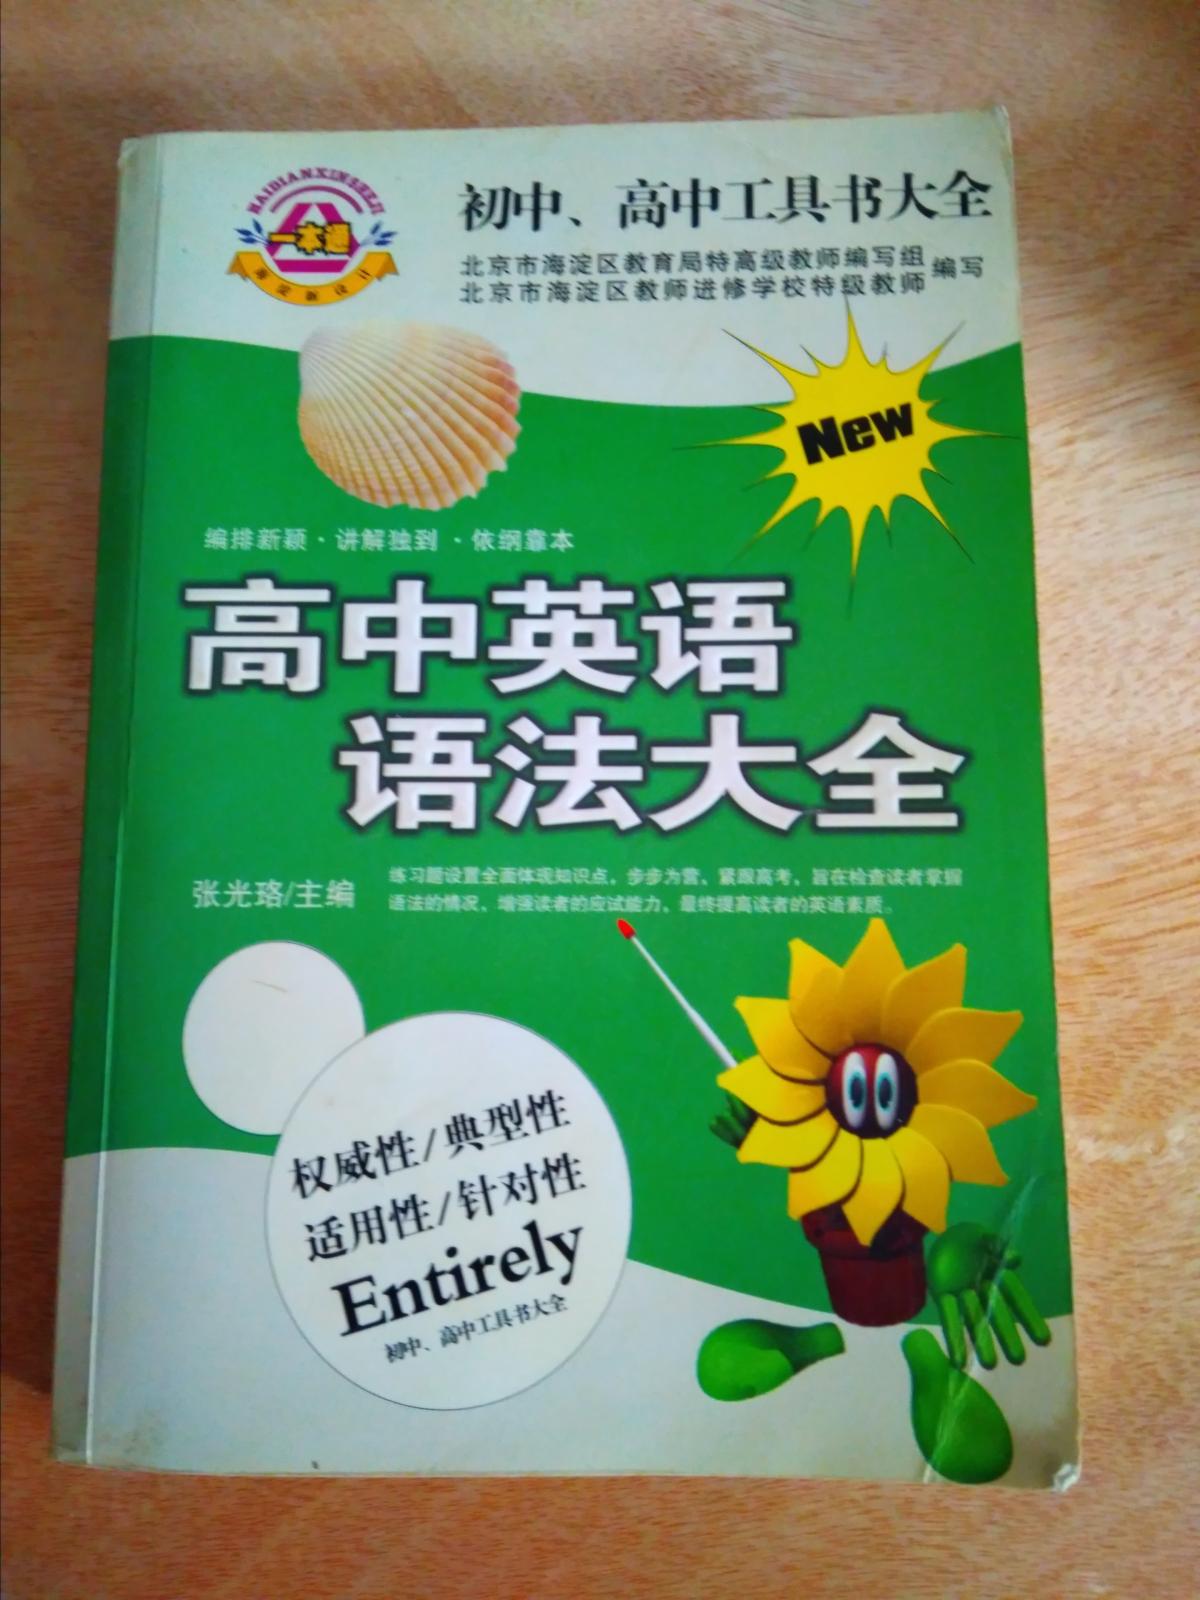 HAIDIANXINSHEJI
一本通
海淀新设计
初中、高中工具书大全
北京市海淀区教育局特高级教师编写组
北京市海淀区教师进修学校特级教师
编写
New
编排新颖·讲解独到·依纲靠本
高中英语
语法大全
张光珞/主编
练习题设置全面体现知识点，步步为营、紧跟高考，旨在检查读者掌握
语法的情况、增强读者的应试能力，最终提高读者的英语素质。
权威性/典型性
适用性/针对性
Entirely
初中、高中工具书大全